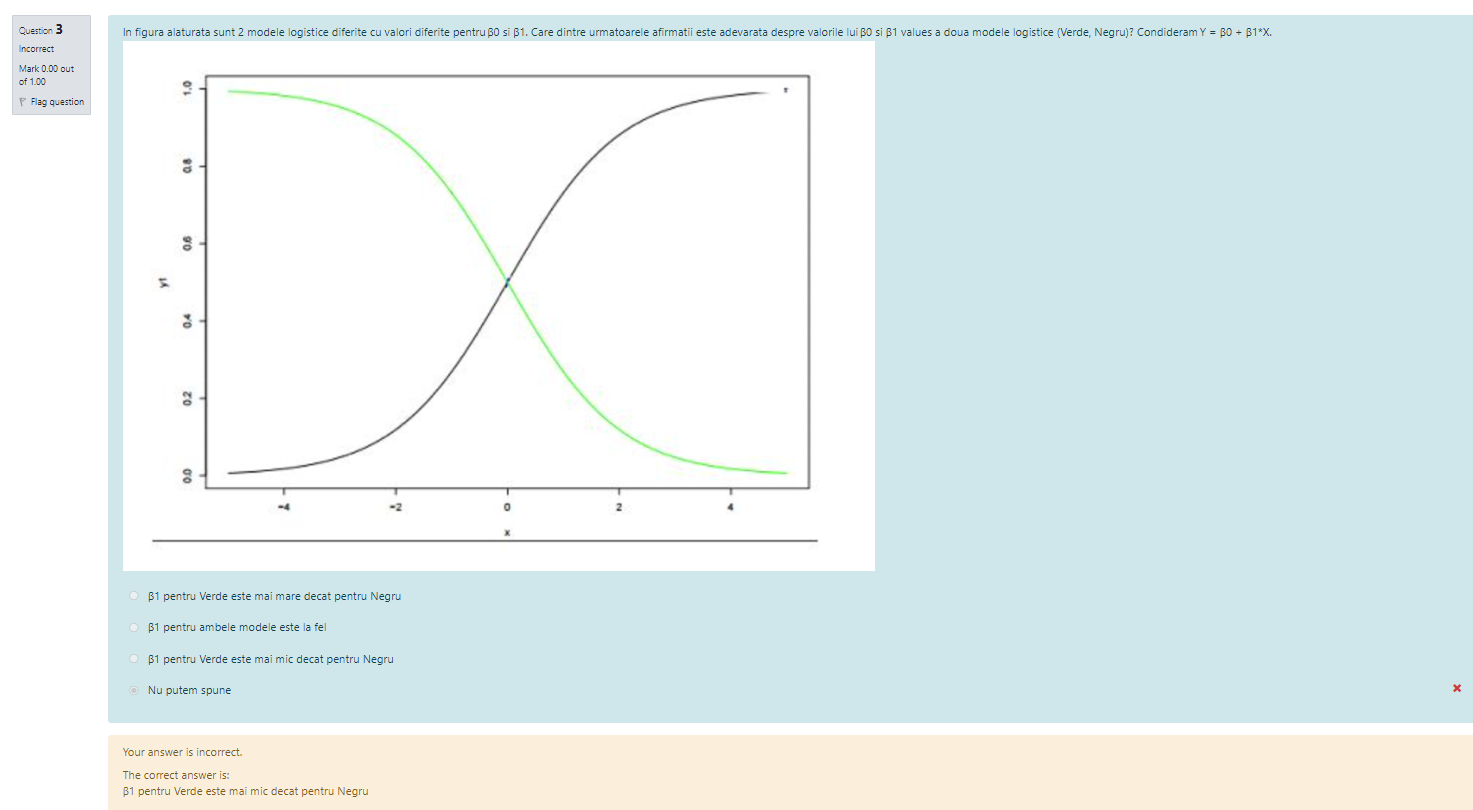 Question 3
Incorrect
Mark 0.00 out
of 1.00
Flag question
In figura alaturata sunt 2 modele logistice diferite cu valori diferite pentru β0 si β1. Care dintre urmatoarele afirmatii este adevarata despre valorile lui β0 si β1 values a doua modele logistice (Verde, Negru)? Condideram Y = β0 + β1*X.
1.0
0.8
0.6
0.4
0.2
0.0
y1
-4
-2
0
2
4
x
β1 pentru Verde este mai mare decat pentru Negru
β1 pentru ambele modele este la fel
β1 pentru Verde este mai mic decat pentru Negru
Nu putem spune
Your answer is incorrect.
The correct answer is:
β1 pentru Verde este mai mic decat pentru Negru